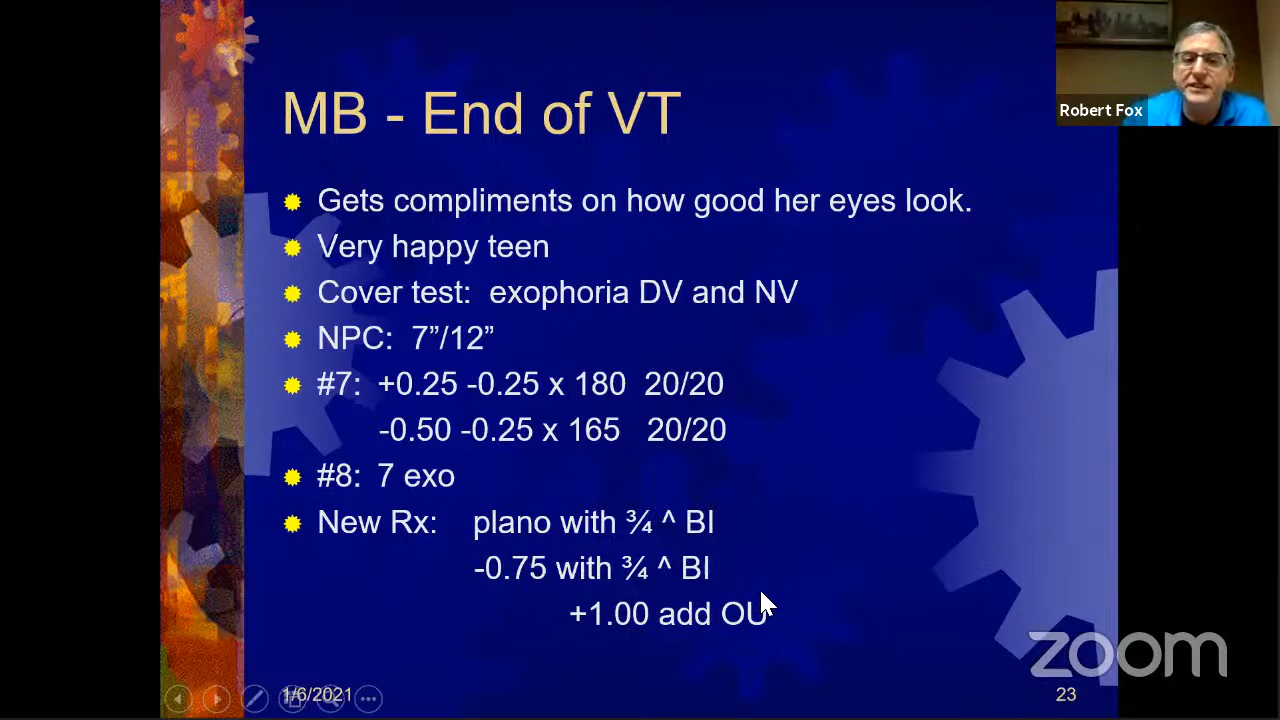 MB - End of VT
Gets compliments on how good her eyes look.
Very happy teen
Cover test: exophoria DV and NV
NPC: 7”/12”
#7: +0.25 -0.25 x 180 20/20
-0.50 -0.25 x 165 20/20
#8: 7 exo
New Rx: plano with ¾ ^ BI
-0.75 with ¾ ^ BI
+1.00 add OU
1/6/2021
23
Robert Fox
zoom